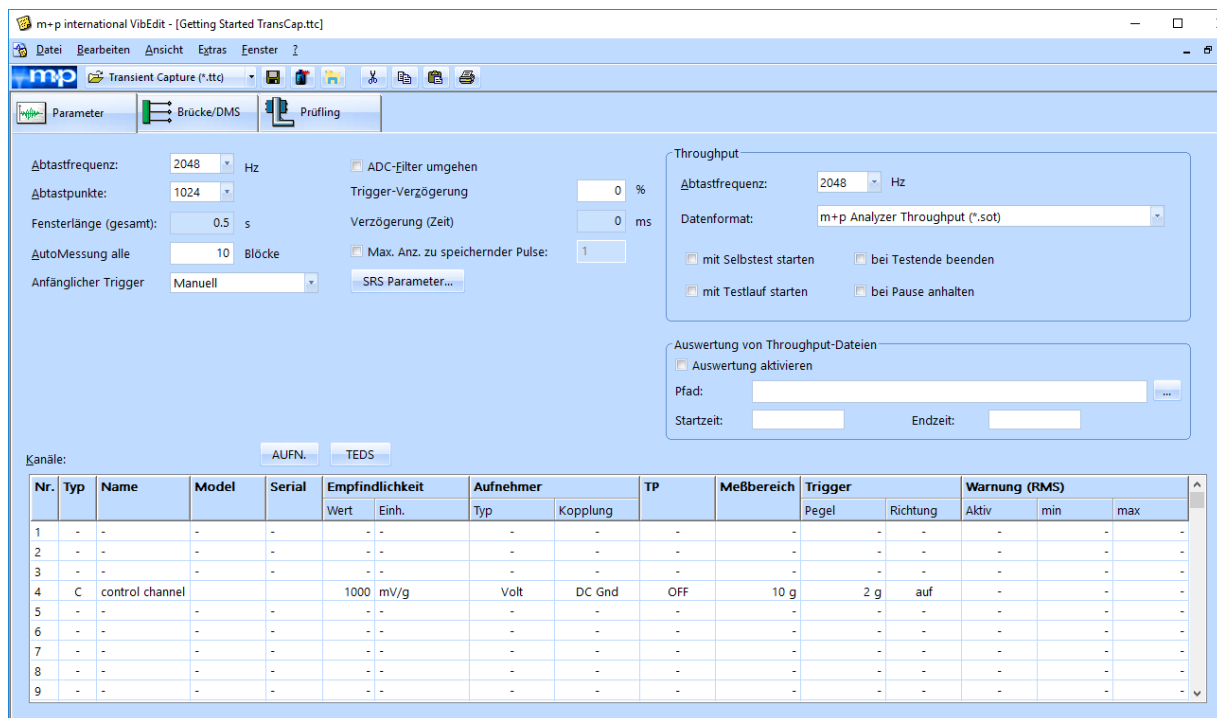 m+p international VibEdit - [Getting Started TransCap.ttc]
Datei Bearbeiten Ansicht Extras Fenster ?
mp Transient Capture (*.ttc)
Parameter Brücke/DMS Prüfling
Abtastfrequenz: 2048 Hz
Abtastpunkte: 1024
Fensterlänge (gesamt): 0.5 s
AutoMessung alle 10 Blöcke
Anfänglicher Trigger Manuell
ADC-Filter umgehen
Trigger-Verzögerung 0 %
Verzögerung (Zeit) 0 ms
Max. Anz. zu speichernder Pulse: 1
SRS Parameter...
Throughput
Abtastfrequenz: 2048 Hz
Datenformat: m+p Analyzer Throughput (*.sot)
mit Selbstest starten bei Testende beenden
mit Testlauf starten bei Pause anhalten
Auswertung von Throughput-Dateien
Auswertung aktivieren
Pfad: ...
Startzeit: Endzeit:
Kanäle: AUFN. TEDS
Nr. Typ Name Model Serial Empfindlichkeit Aufnehmer TP Meßbereich Trigger Warnung (RMS)
Wert Einh. Typ Kopplung Pegel Richtung Aktiv min max
1 - - - - - - - - - - - - - - -
2 - - - - - - - - - - - - - - -
3 - - - - - - - - - - - - - - -
4 C control channel 1000 mV/g Volt DC Gnd OFF 10 g 2 g auf - - -
5 - - - - - - - - - - - - - - -
6 - - - - - - - - - - - - - - -
7 - - - - - - - - - - - - - - -
8 - - - - - - - - - - - - - - -
9 - - - - - - - - - - - - - - -